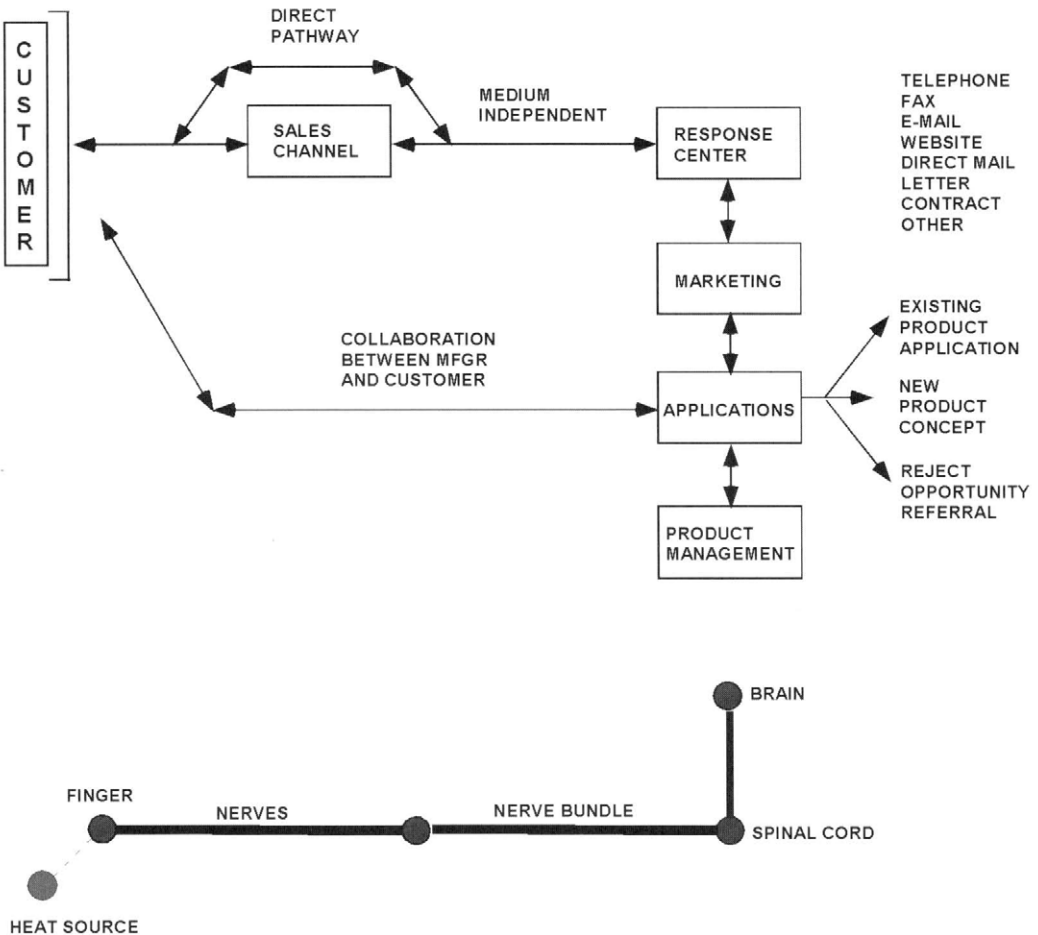 CUSTOMER
DIRECT
PATHWAY
SALES
CHANNEL
MEDIUM
INDEPENDENT
RESPONSE
CENTER
TELEPHONE
FAX
E-MAIL
WEBSITE
DIRECT MAIL
LETTER
CONTRACT
OTHER
MARKETING
COLLABORATION
BETWEEN MFGR
AND CUSTOMER
APPLICATIONS
EXISTING
PRODUCT
APPLICATION
NEW
PRODUCT
CONCEPT
REJECT
OPPORTUNITY
REFERRAL
PRODUCT
MANAGEMENT
BRAIN
FINGER
NERVES
NERVE BUNDLE
SPINAL CORD
HEAT SOURCE